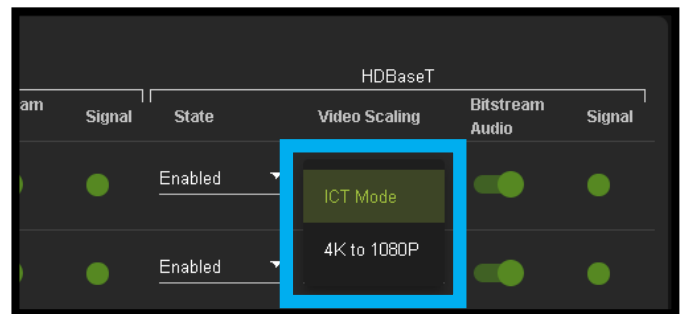 HDBaseT
am Signal State Video Scaling Bitstream Audio Signal
Enabled ICT Mode
4K to 1080P
Enabled